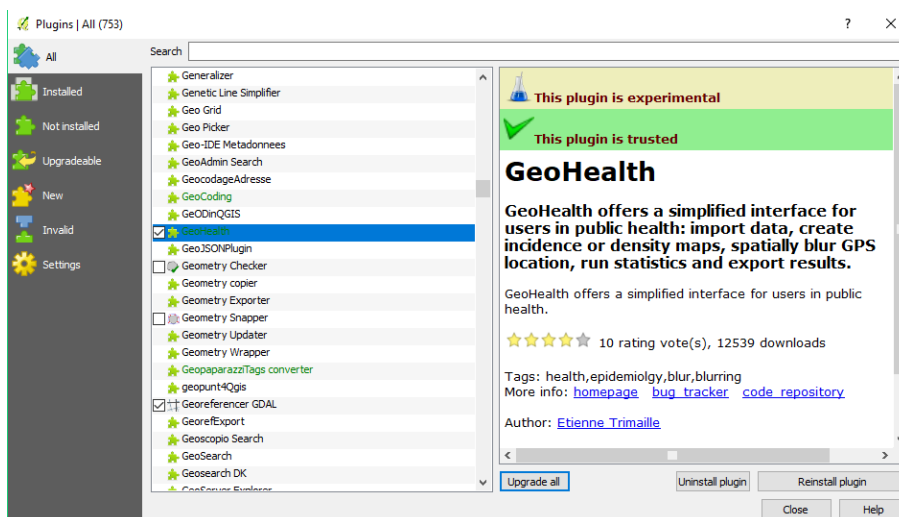 Plugins | All (753)
?
All
Installed
Not installed
Upgradeable
New
Invalid
Settings
Search
Generalizer
Genetic Line Simplifier
Geo Grid
Geo Picker
Geo-IDE Metadonnees
GeoAdmin Search
GeocodageAdresse
GeoCoding
GeODinQGIS
GeoHealth
GeoJSONPlugin
Geometry Checker
Geometry copier
Geometry Exporter
Geometry Snapper
Geometry Updater
Geometry Wrapper
GeopaparazziTags converter
geopunt4Qgis
Georeferencer GDAL
GeorefExport
Geoscopio Search
GeoSearch
Geosearch DK
GeoServer Explorer
This plugin is experimental
This plugin is trusted
GeoHealth
GeoHealth offers a simplified interface for
users in public health: import data, create
incidence or density maps, spatially blur GPS
location, run statistics and export results.
GeoHealth offers a simplified interface for users in public
health.
10 rating vote(s), 12539 downloads
Tags: health,epidemiolgy,blur,blurring
More info: homepage bug tracker code repository
Author: Etienne Trimaille
Upgrade all
Uninstall plugin
Reinstall plugin
Close
Help